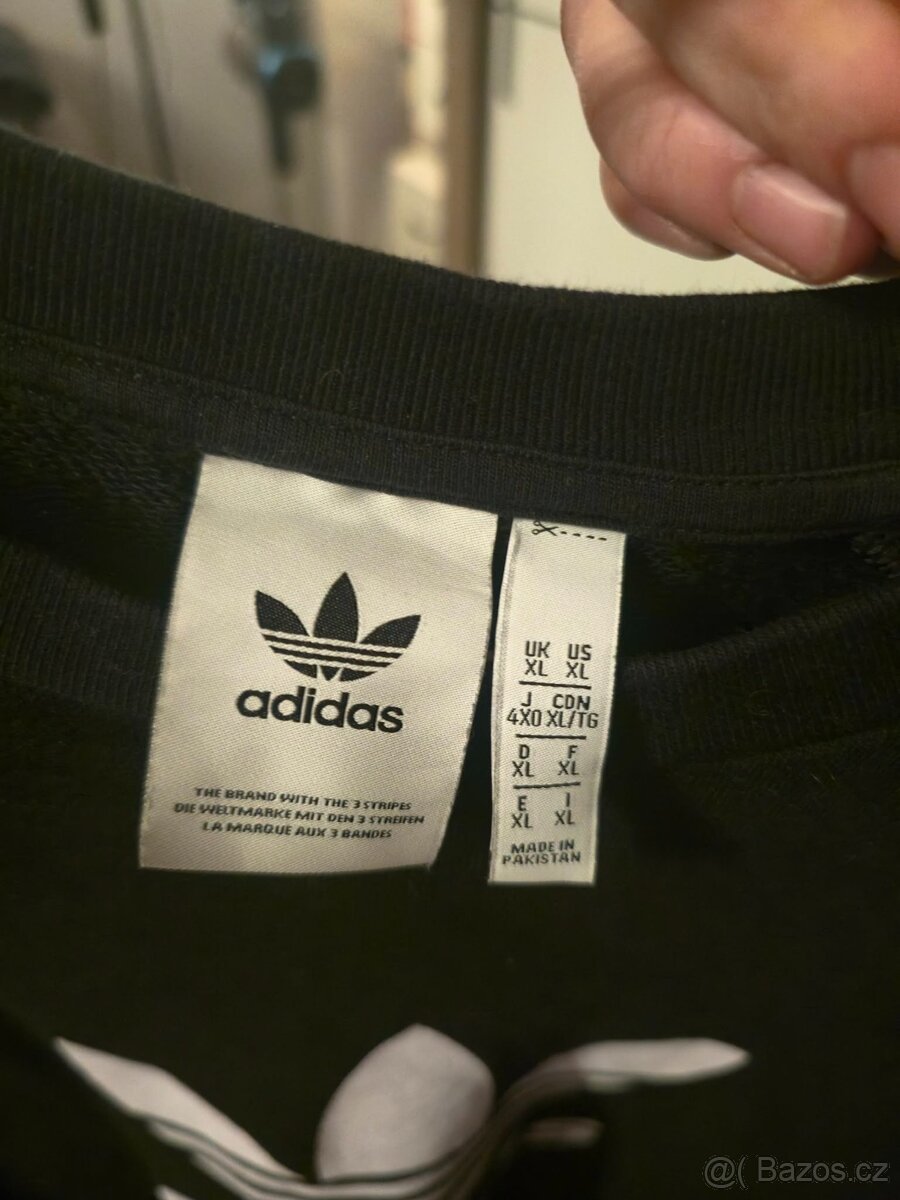 adidas
THE BRAND WITH THE 3 STRIPES
DIE WELTMARKE MIT DEN 3 STREIFEN
LA MARQUE AUX 3 BANDES
UK US
XL XL
J CDN
4XO XL/TG
D F
XL XL
E I
XL XL
MADE IN
PAKISTAN
@( Bazos.cz